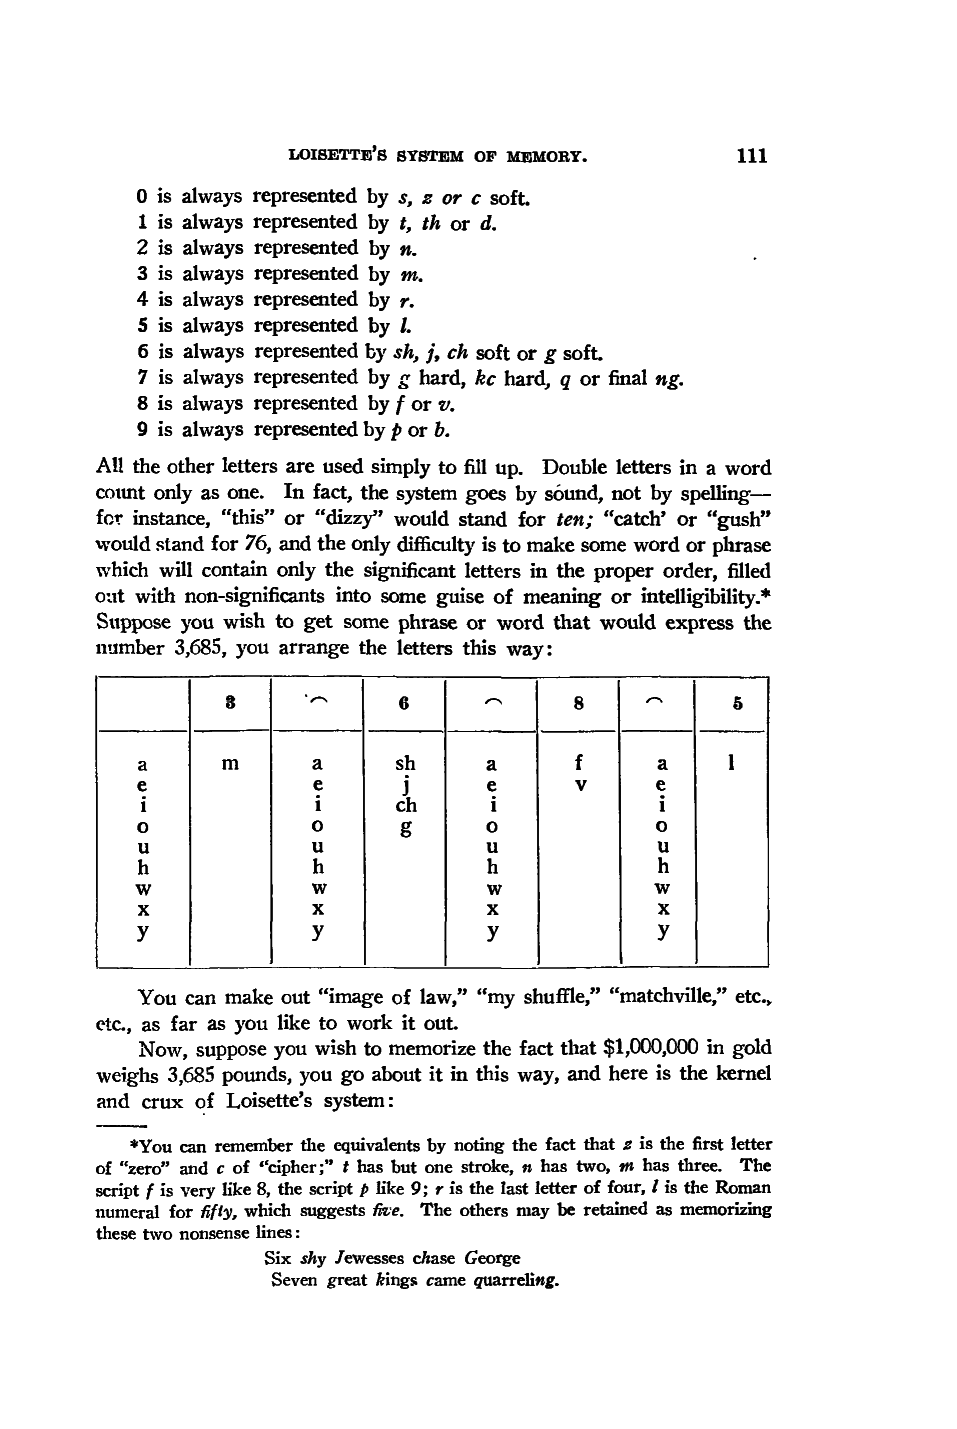 LOISETTE'S SYSTEM OF MEMORY. 111
0 is always represented by s, z or c soft.
1 is always represented by t, th or d.
2 is always represented by n.
3 is always represented by m.
4 is always represented by r.
5 is always represented by l.
6 is always represented by sh, j, ch soft or g soft.
7 is always represented by g hard, kc hard, q or final ng.
8 is always represented by f or v.
9 is always represented by p or b.
All the other letters are used simply to fill up. Double letters in a word
count only as one. In fact, the system goes by sóund, not by spelling—
for instance, “this” or “dizzy” would stand for ten; “catch’ or “gush”
would stand for 76, and the only difficulty is to make some word or phrase
which will contain only the significant letters in the proper order, filled
out with non-significants into some guise of meaning or intelligibility.*
Suppose you wish to get some phrase or word that would express the
number 3,685, you arrange the letters this way:
3 ⌒ 6 ⌒ 8 ⌒ 5
a m a sh a f a l
e e j e v e
i i ch i i
o o g o o
u u u u
h h h h
w w w w
x x x x
y y y y
You can make out “image of law,” “my shuffle,” “matchville,” etc.,
etc., as far as you like to work it out.
Now, suppose you wish to memorize the fact that $1,000,000 in gold
weighs 3,685 pounds, you go about it in this way, and here is the kernel
and crux of Loisette's system:
*You can remember the equivalents by noting the fact that z is the first letter
of “zero” and c of “cipher;” t has but one stroke, n has two, m has three. The
script f is very like 8, the script p like 9; r is the last letter of four, l is the Roman
numeral for fifty, which suggests five. The others may be retained as memorizing
these two nonsense lines:
Six shy Jewesses chase George
Seven great kings came quarreling.